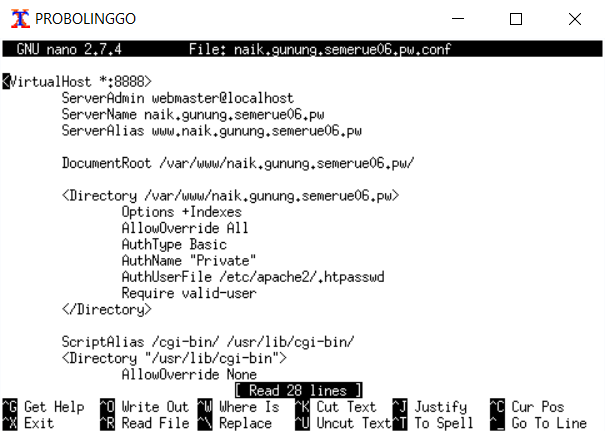 PROBOLINGGO
GNU nano 2.7.4 File: naik.gunung.semerue06.pw.conf
<VirtualHost *:8888>
ServerAdmin webmaster@localhost
ServerName naik.gunung.semerue06.pw
ServerAlias www.naik.gunung.semerue06.pw
DocumentRoot /var/www/naik.gunung.semerue06.pw/
<Directory /var/www/naik.gunung.semerue06.pw>
Options +Indexes
AllowOverride All
AuthType Basic
AuthName "Private"
AuthUserFile /etc/apache2/.htpasswd
Require valid-user
</Directory>
ScriptAlias /cgi-bin/ /usr/lib/cgi-bin/
<Directory "/usr/lib/cgi-bin">
AllowOverride None
[ Read 28 lines ]
^G Get Help ^O Write Out ^W Where Is ^K Cut Text ^J Justify ^C Cur Pos
^X Exit ^R Read File ^\ Replace ^U Uncut Text ^T To Spell ^_ Go To Line